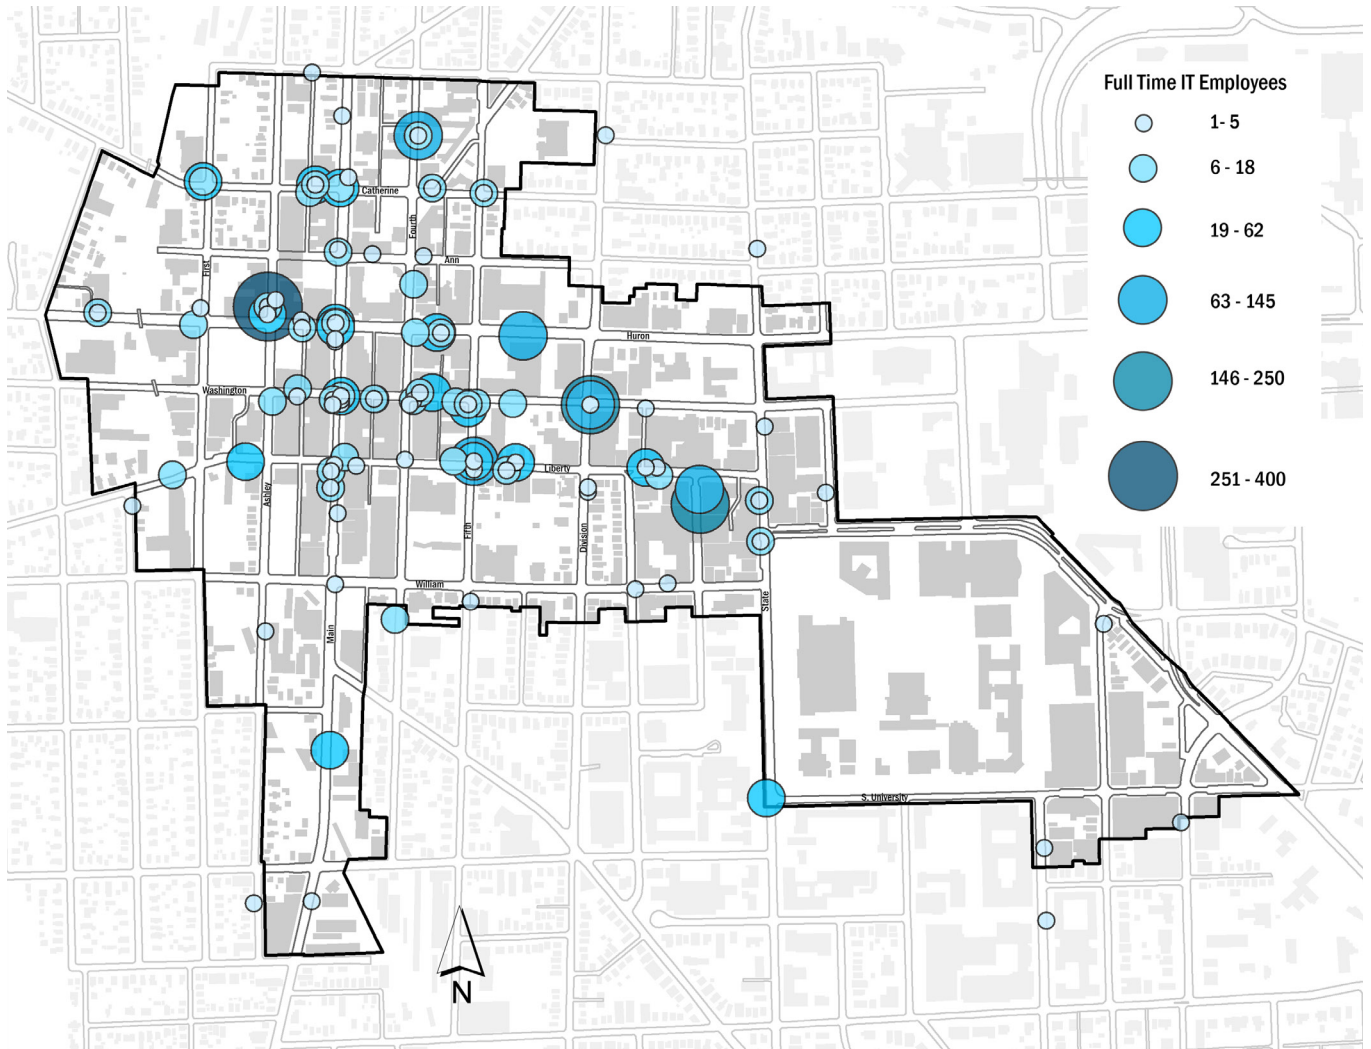 Full Time IT Employees
1- 5
6 - 18
19 - 62
63 - 145
146 - 250
251 - 400
Catherine
Fourth
Ann
First
Huron
Washington
Liberty
Ashley
Fifth
Division
William
State
Main
S. University
N